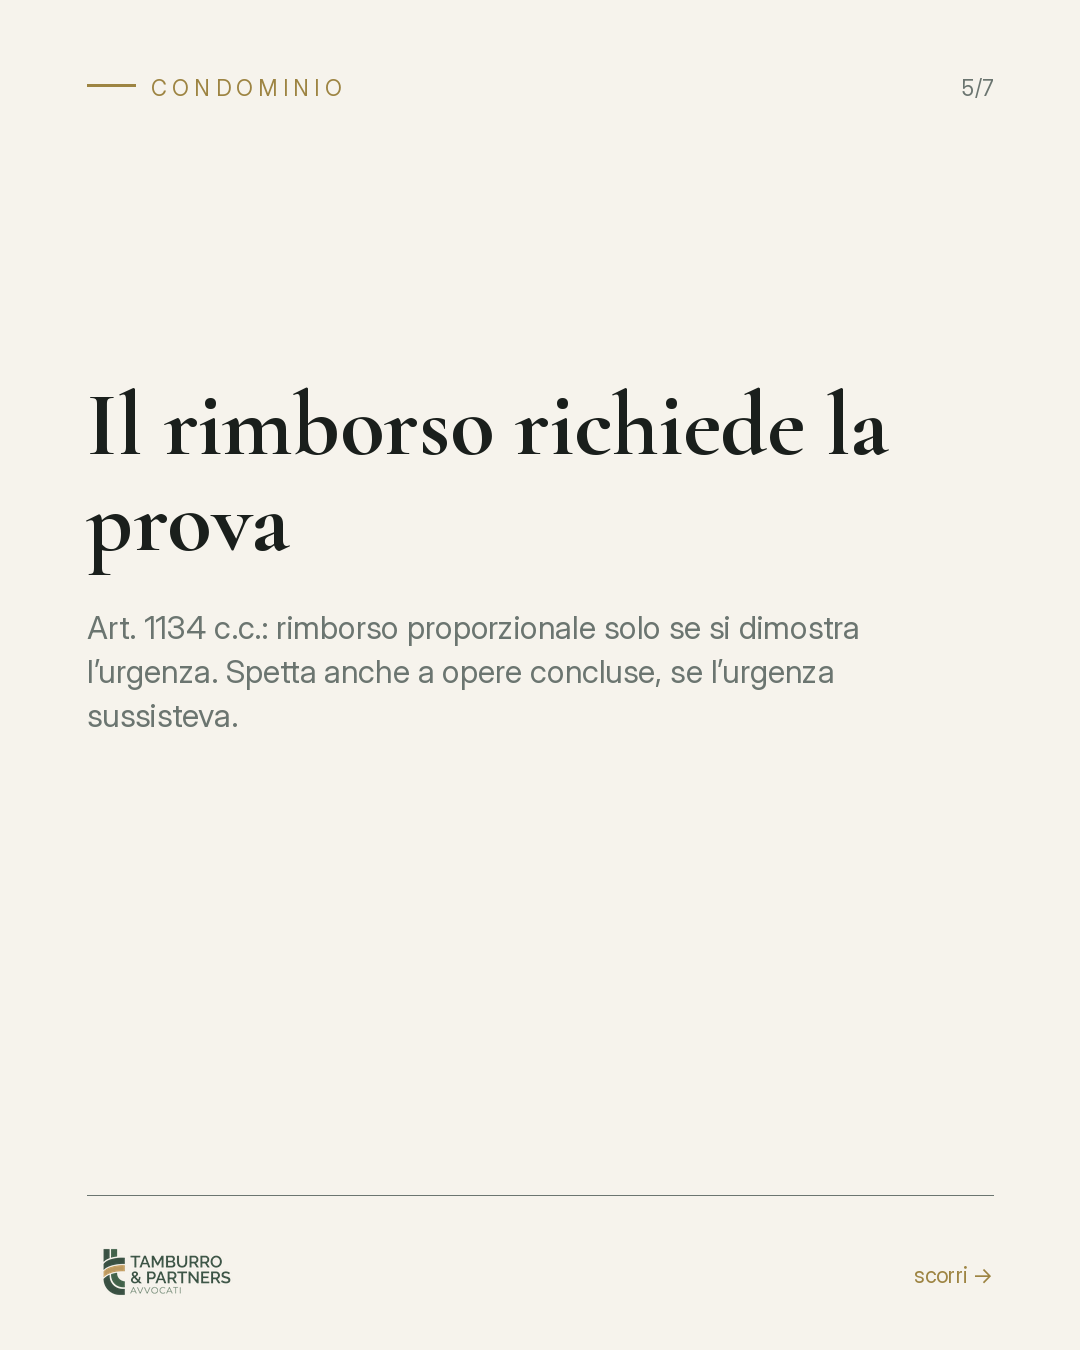 CONDOMINIO
5/7
Il rimborso richiede la
prova
Art. 1134 c.c.: rimborso proporzionale solo se si dimostra
l’urgenza. Spetta anche a opere concluse, se l’urgenza
sussisteva.
TAMBURRO
& PARTNERS
AVVOCATI
scorri →